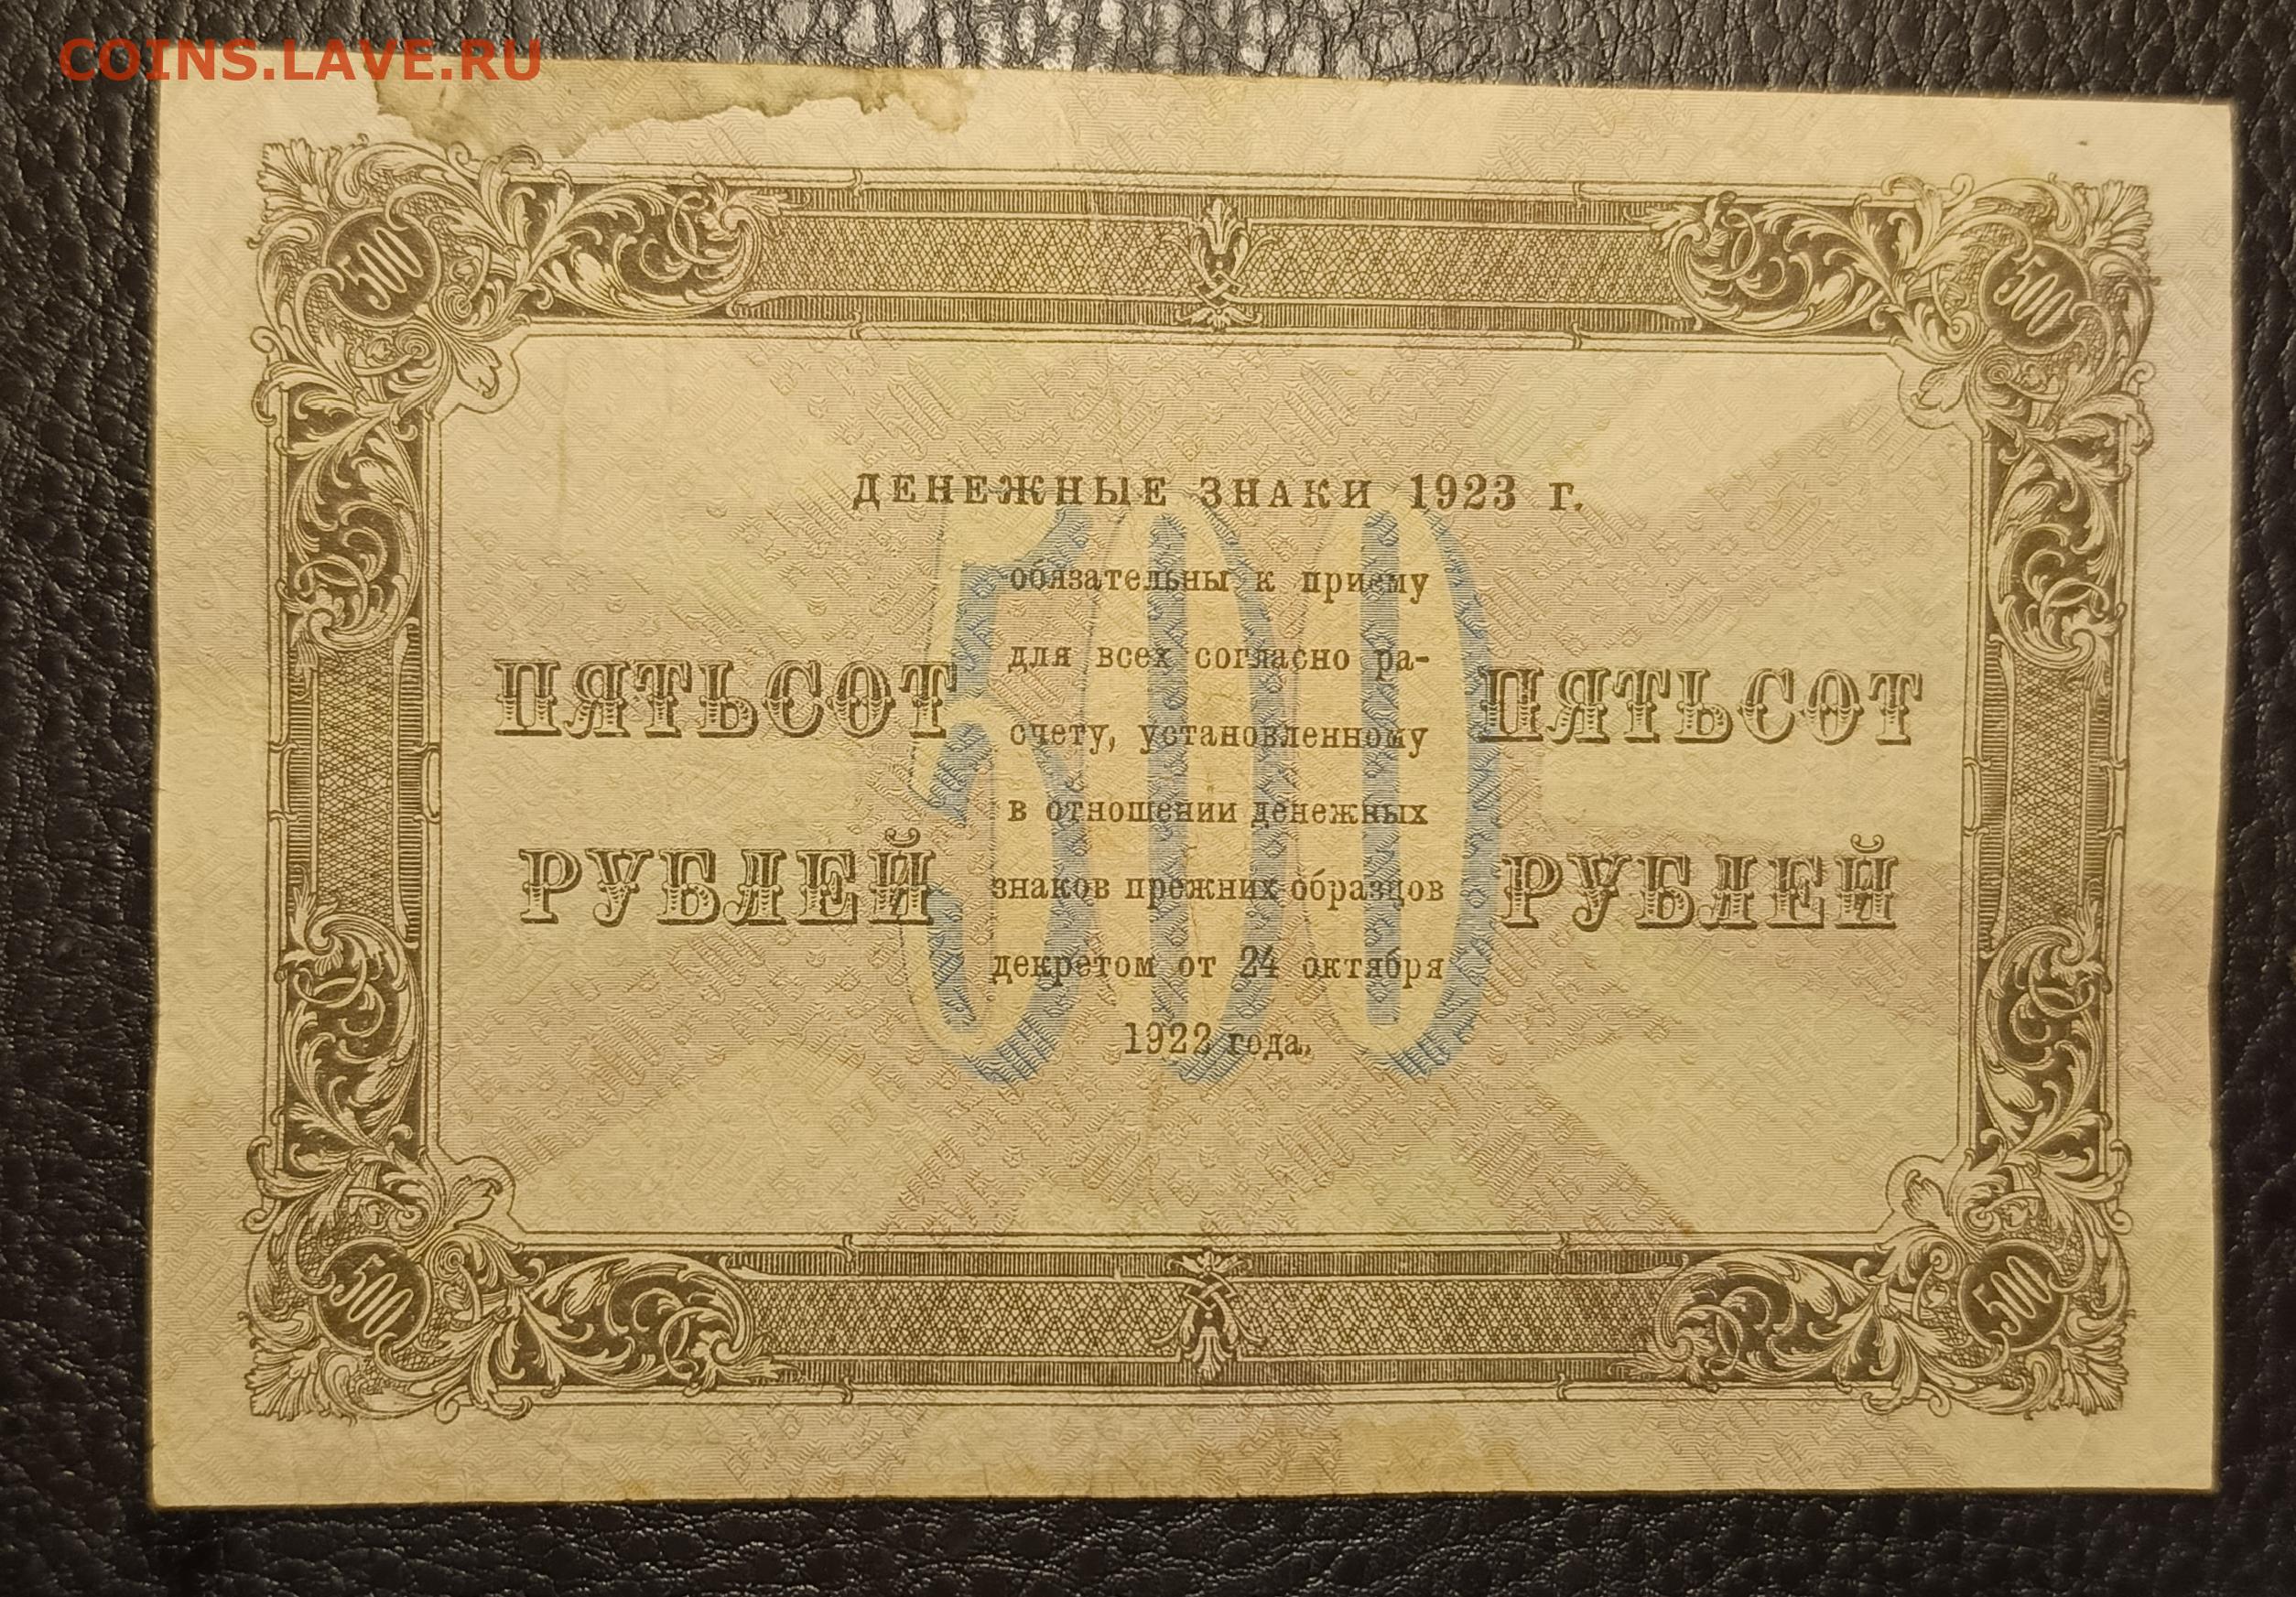 COINS.LAVE.RU
500 500
ДЕНЕЖНЫЕ ЗНАКИ 1923 г.
обязательны к приему
для всех согласно ра-
счету, установленному
в отношении денежных
знаков прежних образцов
декретом от 24 октября
1922 года.
ПЯТЬСОТ
РУБЛЕЙ
500
ПЯТЬСОТ
РУБЛЕЙ
500 500